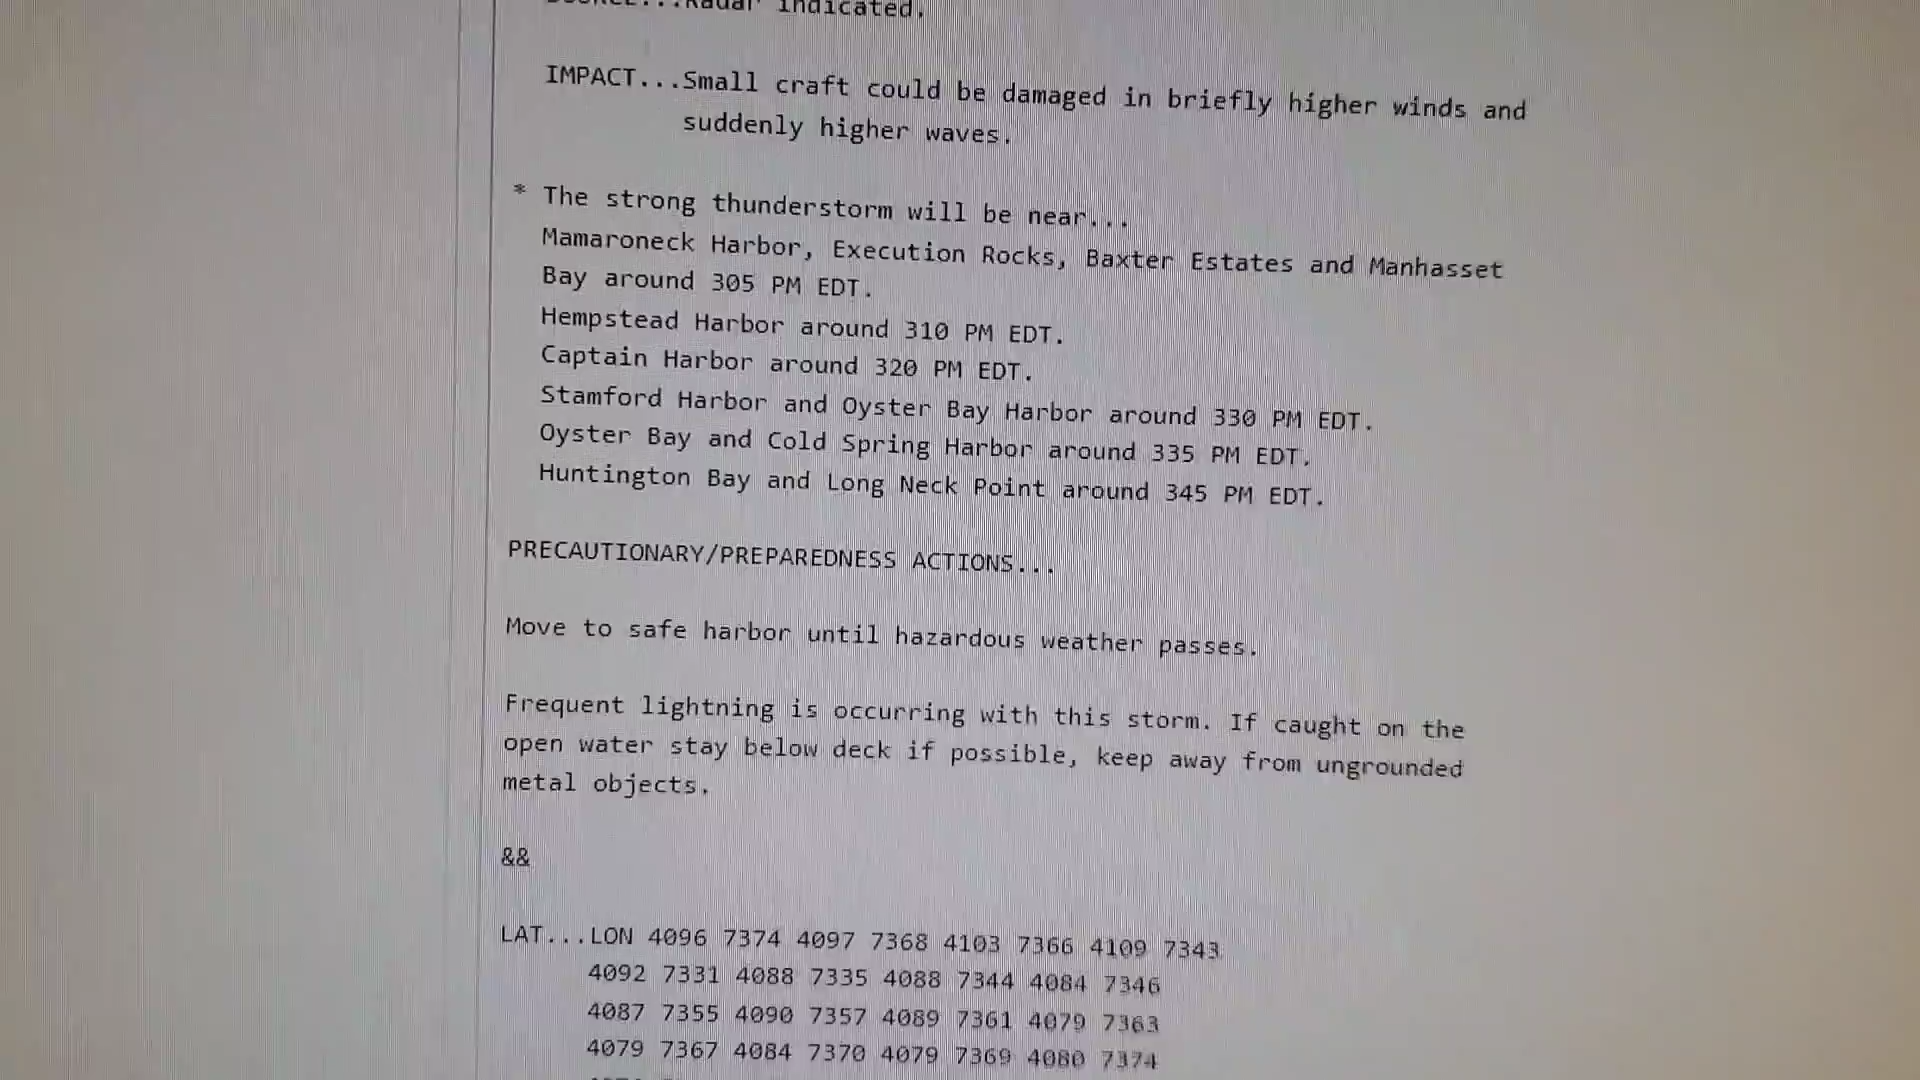 Radar indicated.
IMPACT...Small craft could be damaged in briefly higher winds and
suddenly higher waves.
* The strong thunderstorm will be near...
Mamaroneck Harbor, Execution Rocks, Baxter Estates and Manhasset
Bay around 305 PM EDT.
Hempstead Harbor around 310 PM EDT.
Captain Harbor around 320 PM EDT.
Stamford Harbor and Oyster Bay Harbor around 330 PM EDT.
Oyster Bay and Cold Spring Harbor around 335 PM EDT.
Huntington Bay and Long Neck Point around 345 PM EDT.
PRECAUTIONARY/PREPAREDNESS ACTIONS...
Move to safe harbor until hazardous weather passes.
Frequent lightning is occurring with this storm. If caught on the
open water stay below deck if possible, keep away from ungrounded
metal objects.
&&
LAT...LON 4096 7374 4097 7368 4103 7366 4109 7343
4092 7331 4088 7335 4088 7344 4084 7346
4087 7355 4090 7357 4089 7361 4079 7363
4079 7367 4084 7370 4079 7369 4080 7374